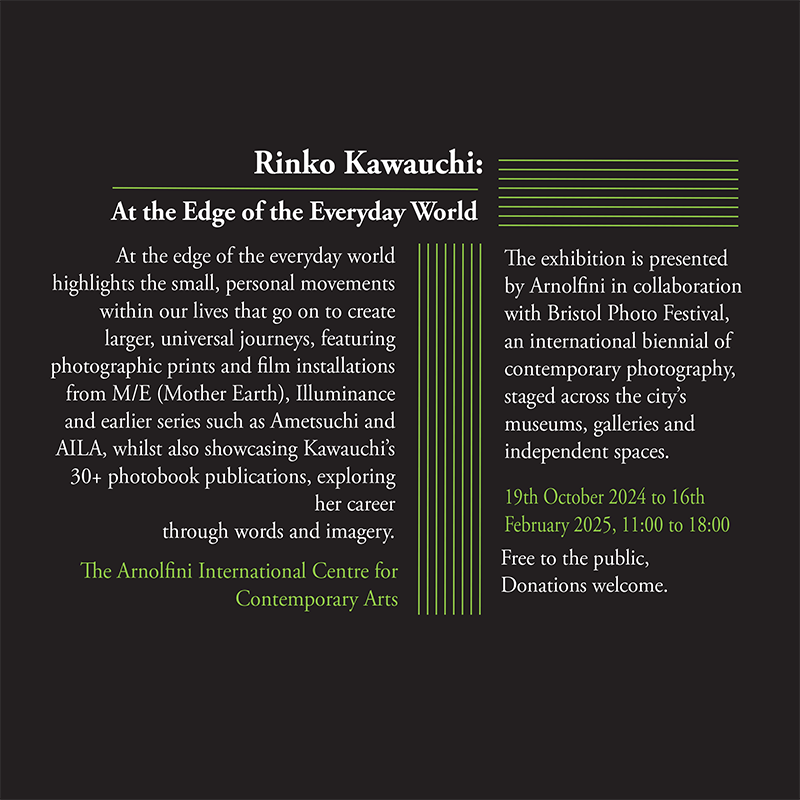 Rinko Kawauchi:
At the Edge of the Everyday World
At the edge of the everyday world
highlights the small, personal movements
within our lives that go on to create
larger, universal journeys, featuring
photographic prints and film installations
from M/E (Mother Earth), Illuminance
and earlier series such as Ametsuchi and
AILA, whilst also showcasing Kawauchi’s
30+ photobook publications, exploring
her career
through words and imagery.
The Arnolfini International Centre for
Contemporary Arts
The exhibition is presented
by Arnolfini in collaboration
with Bristol Photo Festival,
an international biennial of
contemporary photography,
staged across the city’s
museums, galleries and
independent spaces.
19th October 2024 to 16th
February 2025, 11:00 to 18:00
Free to the public,
Donations welcome.